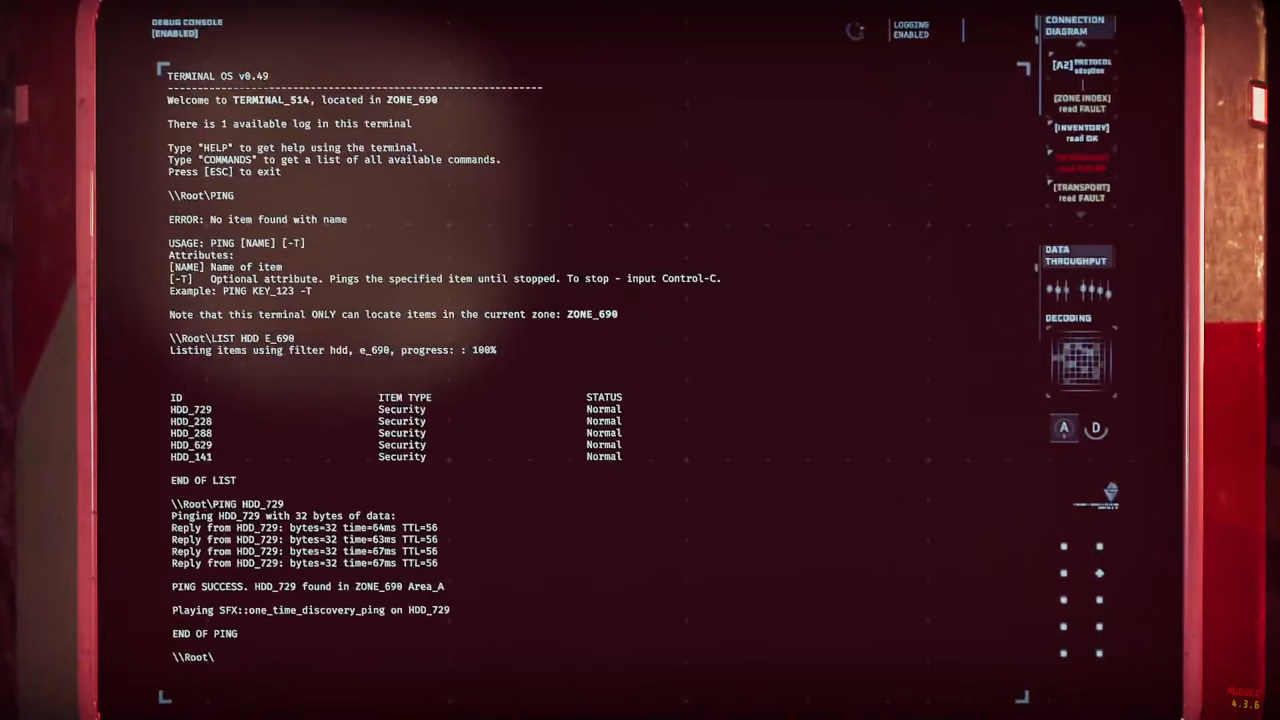 DEBUG CONSOLE
[ENABLED]
LOGGING
ENABLED
TERMINAL OS v0.49
--------------------------------------------------------------
Welcome to TERMINAL_514, located in ZONE_690
There is 1 available log in this terminal
Type "HELP" to get help using the terminal.
Type "COMMANDS" to get a list of all available commands.
Press [ESC] to exit
\\Root\PING
ERROR: No item found with name
USAGE: PING [NAME] [-T]
Attributes:
[NAME] Name of item
[-T] Optional attribute. Pings the specified item until stopped. To stop - input Control-C.
Example: PING KEY_123 -T
Note that this terminal ONLY can locate items in the current zone: ZONE_690
\\Root\LIST HDD E_690
Listing items using filter hdd, e_690, progress: : 100%
ID ITEM TYPE STATUS
HDD_729 Security Normal
HDD_228 Security Normal
HDD_288 Security Normal
HDD_629 Security Normal
HDD_141 Security Normal
END OF LIST
\\Root\PING HDD_729
Pinging HDD_729 with 32 bytes of data:
Reply from HDD_729: bytes=32 time=64ms TTL=56
Reply from HDD_729: bytes=32 time=63ms TTL=56
Reply from HDD_729: bytes=32 time=67ms TTL=56
Reply from HDD_729: bytes=32 time=67ms TTL=56
PING SUCCESS. HDD_729 found in ZONE_690 Area_A
Playing SFX::one_time_discovery_ping on HDD_729
END OF PING
\\Root\
CONNECTION
DIAGRAM
[A2] PROTOCOL
adaption
[ZONE INDEX]
read FAULT
[INVENTORY]
read OK
[TRANSPORT]
read FAULT
DATA
THROUGHPUT
DECODING
A D
4.3.6